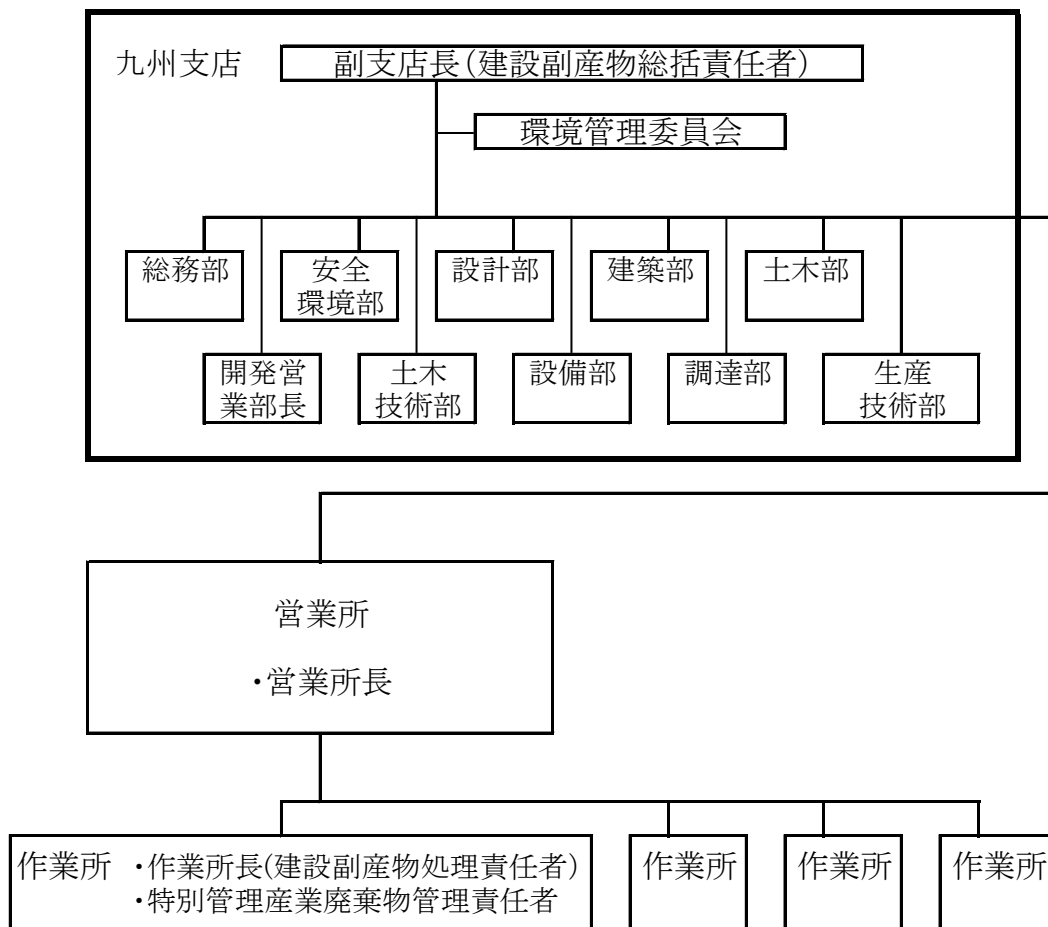 九州支店
副支店長(建設副産物総括責任者)
環境管理委員会
総務部
安全
環境部
設計部
建築部
土木部
開発営
業部長
土木
技術部
設備部
調達部
生産
技術部
営業所
・営業所長
作業所
・作業所長(建設副産物処理責任者)
・特別管理産業廃棄物管理責任者
作業所
作業所
作業所